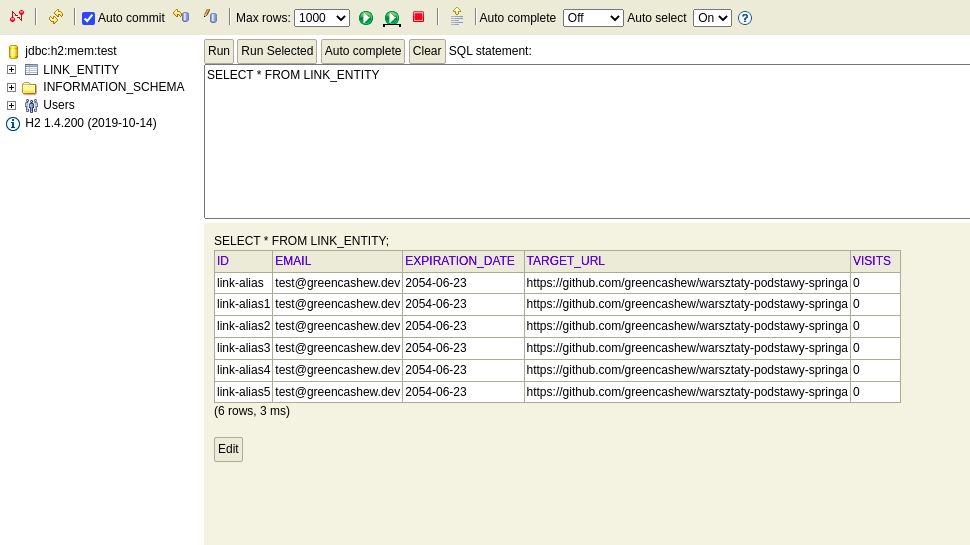 Auto commit Max rows: 1000 Auto complete Off Auto select On ?
jdbc:h2:mem:test
LINK_ENTITY
INFORMATION_SCHEMA
Users
H2 1.4.200 (2019-10-14)
Run Run Selected Auto complete Clear SQL statement:
SELECT * FROM LINK_ENTITY
SELECT * FROM LINK_ENTITY;
ID EMAIL EXPIRATION_DATE TARGET_URL VISITS
link-alias test@greencashew.dev 2054-06-23 https://github.com/greencashew/warsztaty-podstawy-springa 0
link-alias1 test@greencashew.dev 2054-06-23 https://github.com/greencashew/warsztaty-podstawy-springa 0
link-alias2 test@greencashew.dev 2054-06-23 https://github.com/greencashew/warsztaty-podstawy-springa 0
link-alias3 test@greencashew.dev 2054-06-23 https://github.com/greencashew/warsztaty-podstawy-springa 0
link-alias4 test@greencashew.dev 2054-06-23 https://github.com/greencashew/warsztaty-podstawy-springa 0
link-alias5 test@greencashew.dev 2054-06-23 https://github.com/greencashew/warsztaty-podstawy-springa 0
(6 rows, 3 ms)
Edit